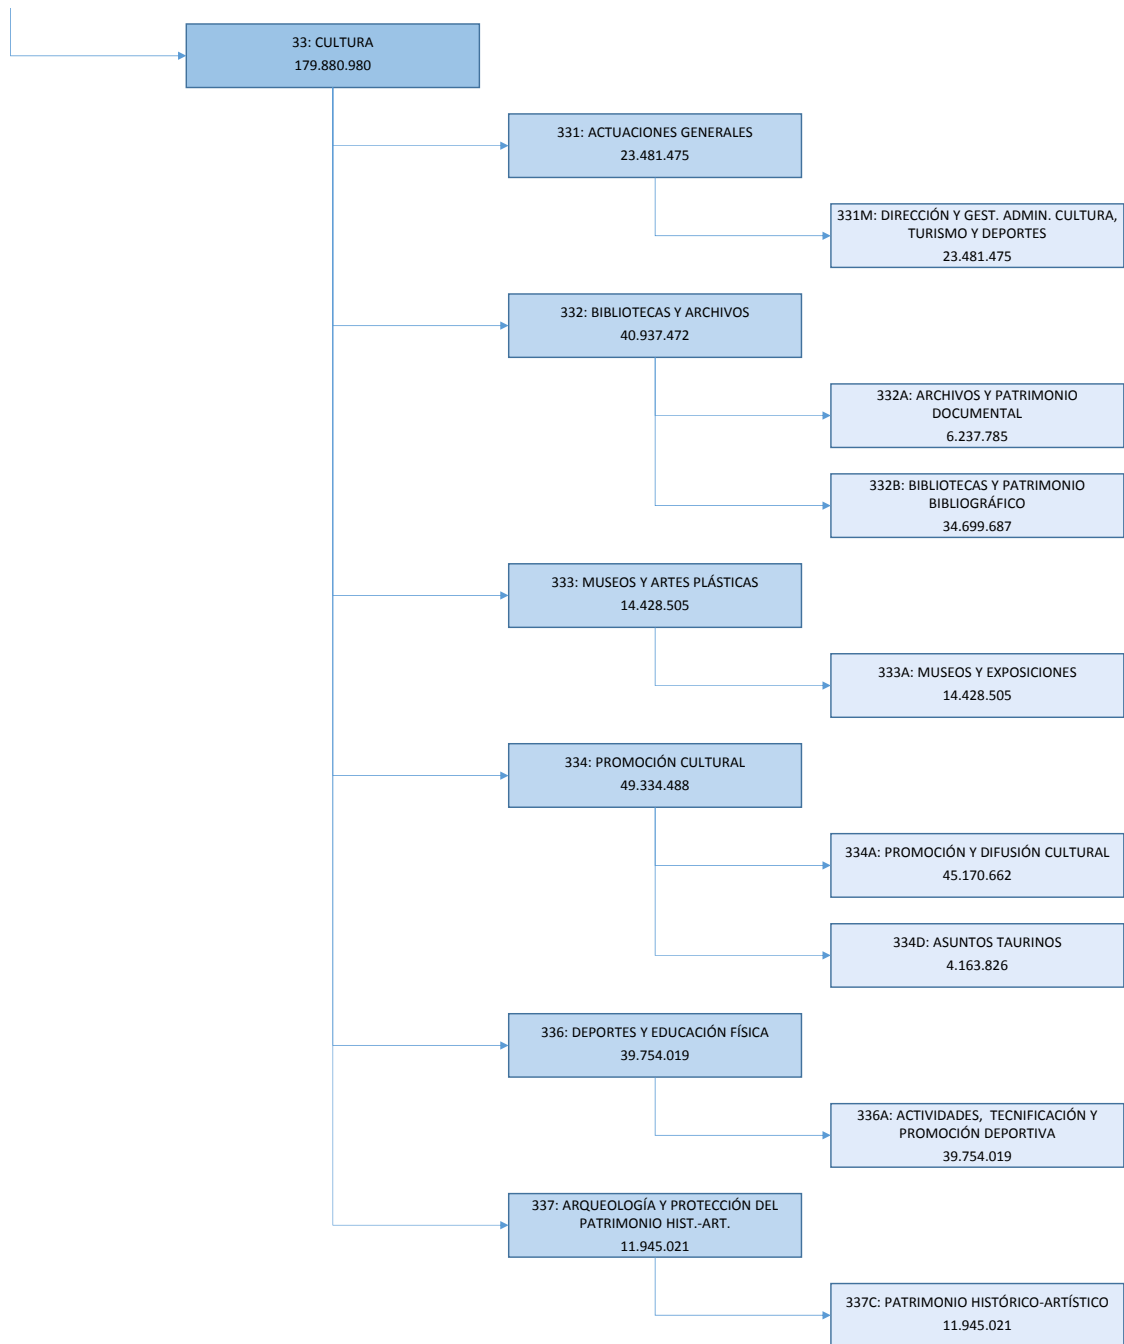 33: CULTURA
179.880.980
331: ACTUACIONES GENERALES
23.481.475
331M: DIRECCIÓN Y GEST. ADMIN. CULTURA,
TURISMO Y DEPORTES
23.481.475
332: BIBLIOTECAS Y ARCHIVOS
40.937.472
332A: ARCHIVOS Y PATRIMONIO
DOCUMENTAL
6.237.785
332B: BIBLIOTECAS Y PATRIMONIO
BIBLIOGRÁFICO
34.699.687
333: MUSEOS Y ARTES PLÁSTICAS
14.428.505
333A: MUSEOS Y EXPOSICIONES
14.428.505
334: PROMOCIÓN CULTURAL
49.334.488
334A: PROMOCIÓN Y DIFUSIÓN CULTURAL
45.170.662
334D: ASUNTOS TAURINOS
4.163.826
336: DEPORTES Y EDUCACIÓN FÍSICA
39.754.019
336A: ACTIVIDADES, TECNIFICACIÓN Y
PROMOCIÓN DEPORTIVA
39.754.019
337: ARQUEOLOGÍA Y PROTECCIÓN DEL
PATRIMONIO HIST.-ART.
11.945.021
337C: PATRIMONIO HISTÓRICO-ARTÍSTICO
11.945.021